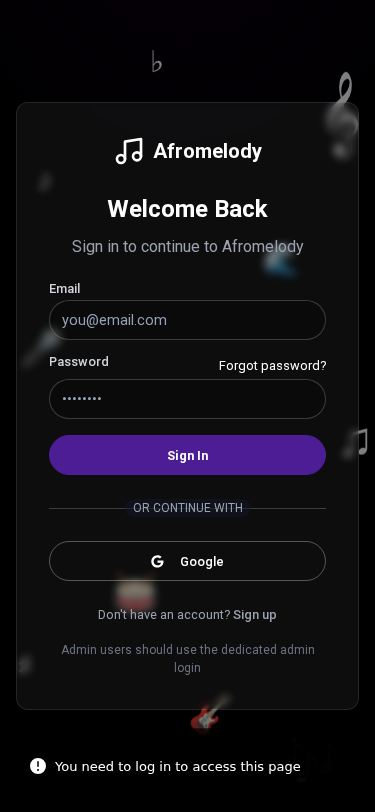 Afromelody
Welcome Back
Sign in to continue to Afromelody
Email
you@email.com
Password
Forgot password?
••••••••
Sign In
OR CONTINUE WITH
G Google
Don't have an account? Sign up
Admin users should use the dedicated admin
login
You need to log in to access this page